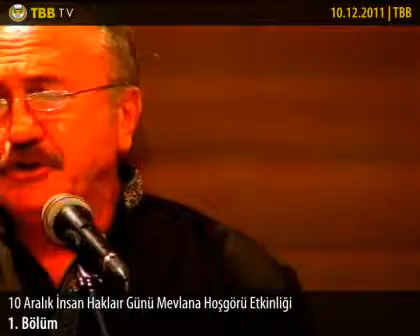 TBB TV
10.12.2011 | TBB
10 Aralık İnsan Haklaır Günü Mevlana Hoşgörü Etkinliği
1. Bölüm